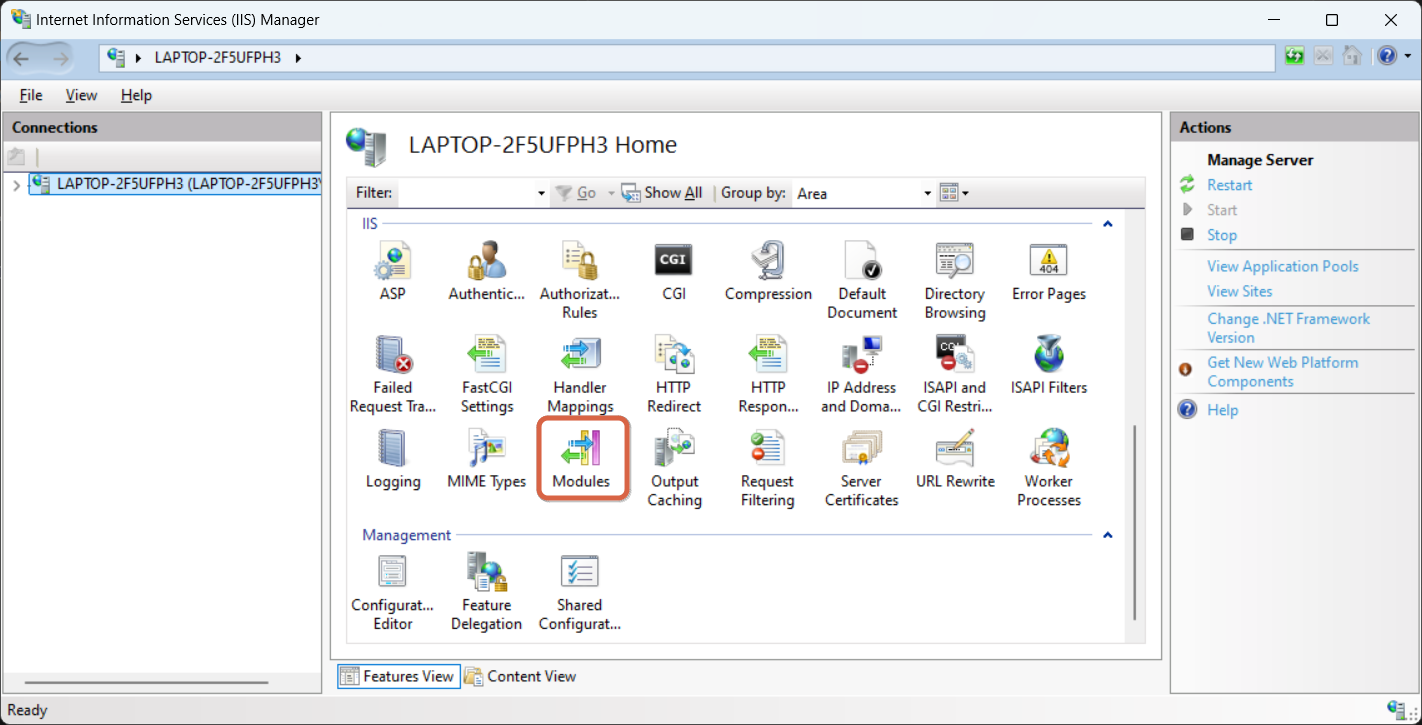 Internet Information Services (IIS) Manager
LAPTOP-2F5UFPH3
File View Help
Connections
LAPTOP-2F5UFPH3 (LAPTOP-2F5UFPH3\
LAPTOP-2F5UFPH3 Home
Filter: Go Show All Group by: Area
IIS
ASP
Authentic...
Authorizat...
Rules
CGI
Compression
Default
Document
Directory
Browsing
404
Error Pages
Failed
Request Tra...
FastCGI
Settings
Handler
Mappings
HTTP
Redirect
HTTP
Respon...
IP Address
and Doma...
ISAPI and
CGI Restri...
ISAPI Filters
Logging
MIME Types
Modules
Output
Caching
Request
Filtering
Server
Certificates
URL Rewrite
Worker
Processes
Management
Configurat...
Editor
Feature
Delegation
Shared
Configurat...
Features View Content View
Actions
Manage Server
Restart
Start
Stop
View Application Pools
View Sites
Change .NET Framework
Version
Get New Web Platform
Components
Help
Ready